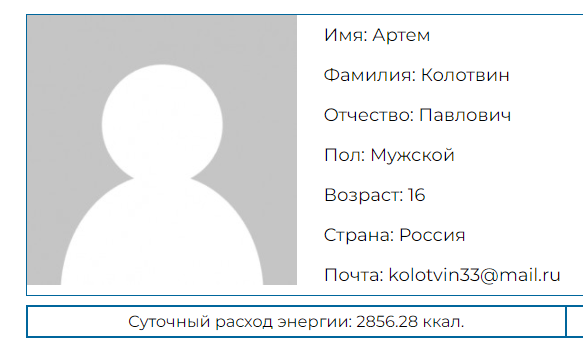 Имя: Артем
Фамилия: Колотвин
Отчество: Павлович
Пол: Мужской
Возраст: 16
Страна: Россия
Почта: kolotvin33@mail.ru
Суточный расход энергии: 2856.28 ккал.